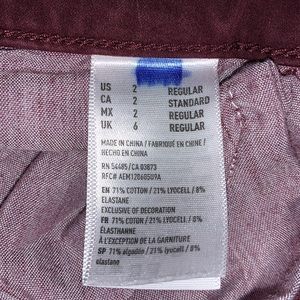 US 2 REGULAR
CA 2 STANDARD
MX 2 REGULAR
UK 6 REGULAR
MADE IN CHINA / FABRIQUÉ EN CHINE /
HECHO EN CHINA
RN 54485/CA 03873
RFC# AEM12060509A
EN 71% COTTON / 21% LYOCELL / 8%
ELASTANE
EXCLUSIVE OF DECORATION
FR 71% COTON / 21% LYOCELL / 8%
ÉLASTHANNE
À L'EXCEPTION DE LA GARNITURE
SP 71% algodón / 21% lyocell / 8%
elastano